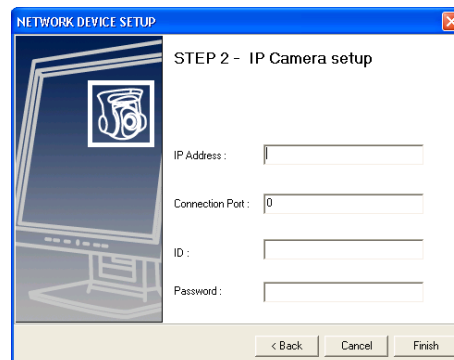 NETWORK DEVICE SETUP
STEP 2 - IP Camera setup
IP Address :
Connection Port : 0
ID :
Password :
< Back Cancel Finish